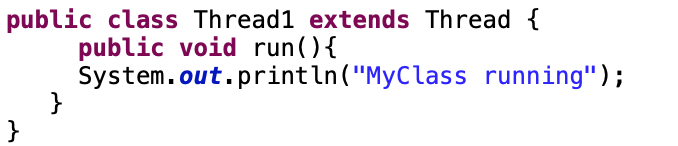 public class Thread1 extends Thread {
     public void run(){
     System.out.println("MyClass running");
   }
}